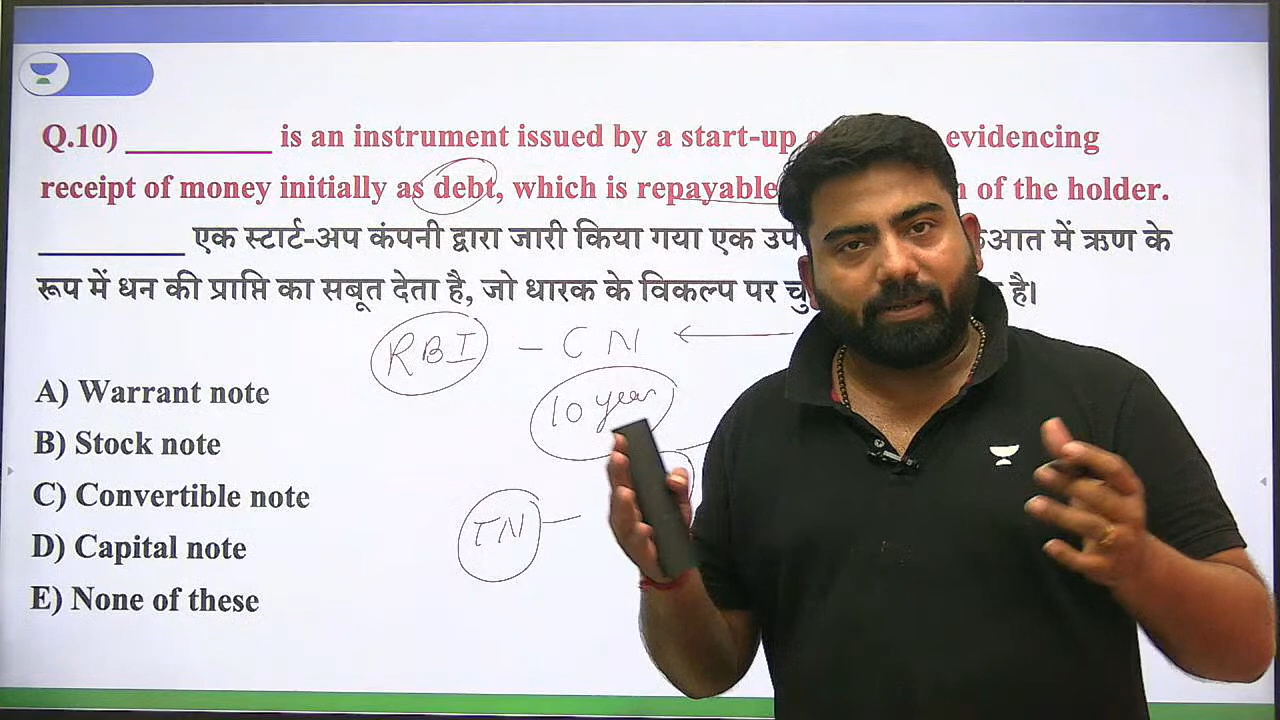 Q.10) __________ is an instrument issued by a start-up evidencing
receipt of money initially as debt, which is repayable of the holder.
__________ एक स्टार्ट-अप कंपनी द्वारा जारी किया गया एक में ऋण के
रूप में धन की प्राप्ति का सबूत देता है, जो धारक के विकल्प पर है।
RBI - CN
10 year
A) Warrant note
B) Stock note
C) Convertible note
D) Capital note
E) None of these